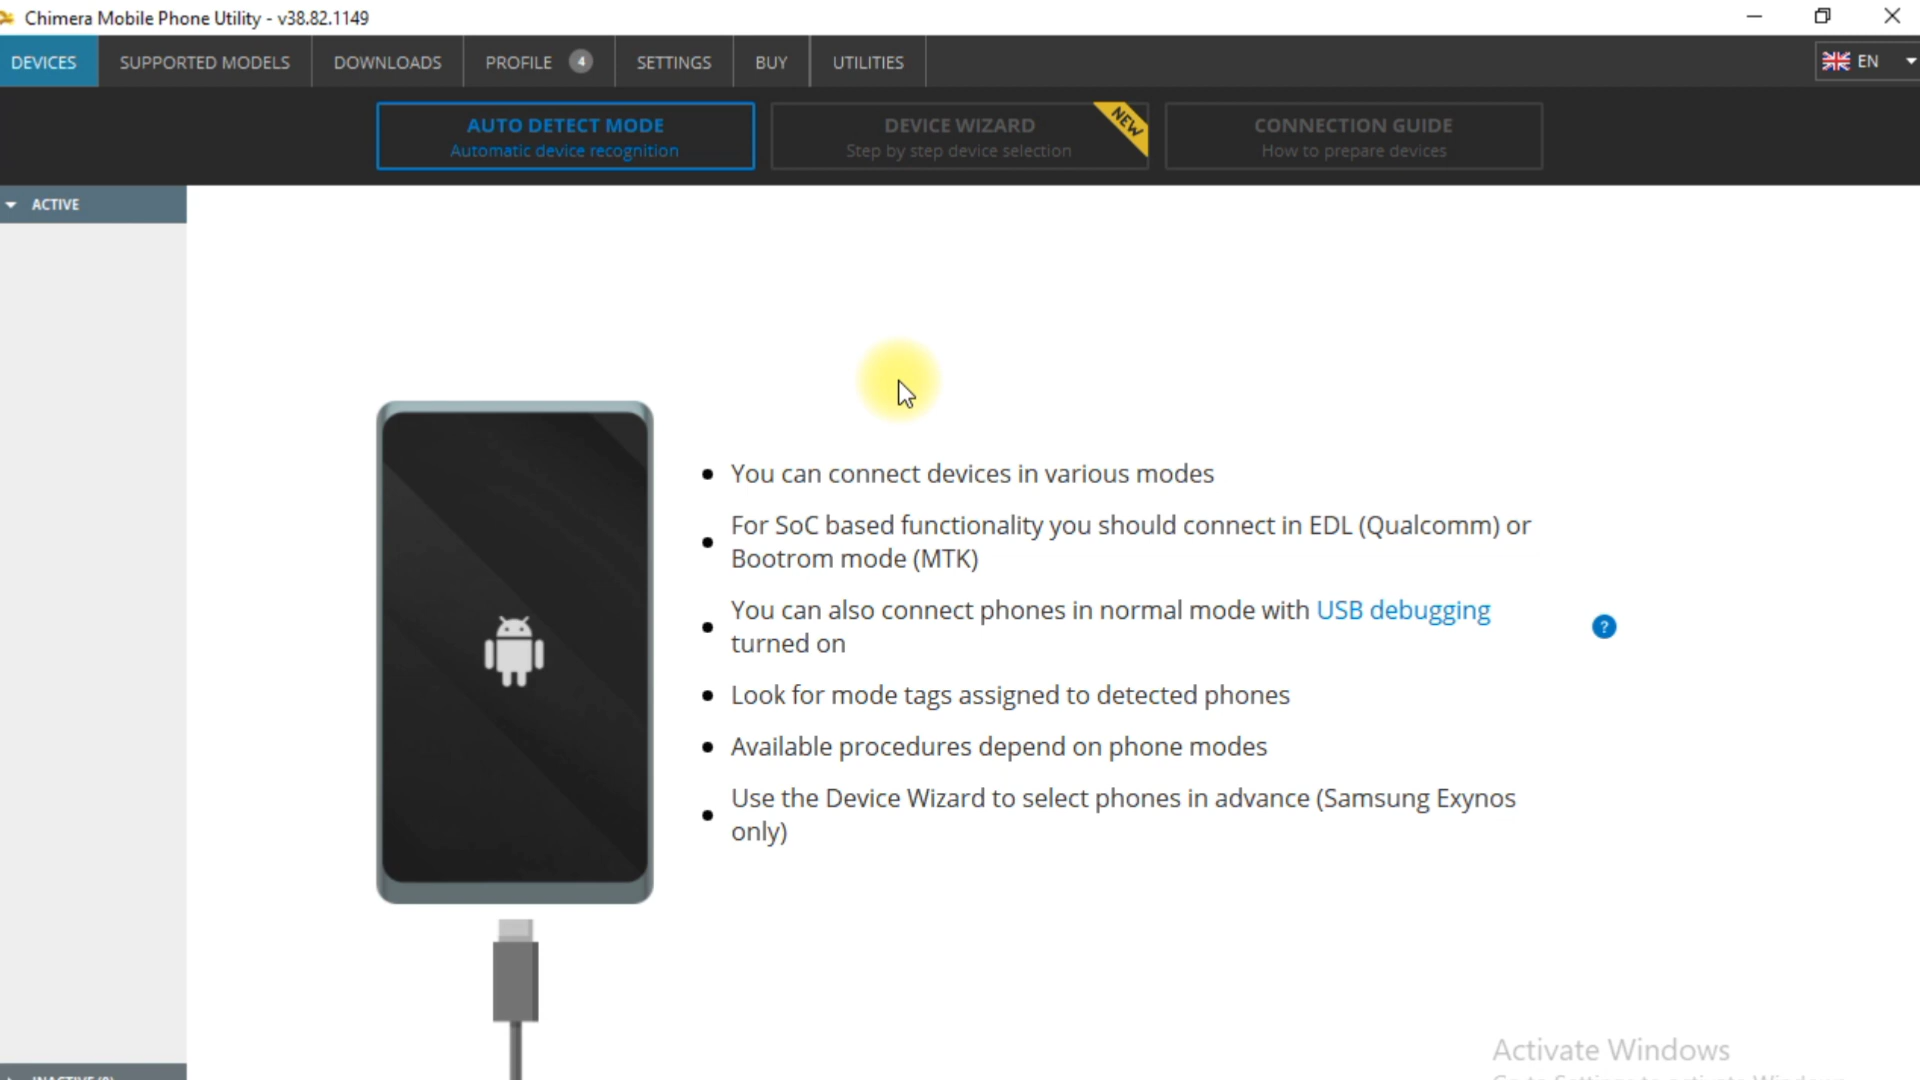 Chimera Mobile Phone Utility - v38.82.1149
DEVICES
SUPPORTED MODELS
DOWNLOADS
PROFILE 4
SETTINGS
BUY
UTILITIES
EN
AUTO DETECT MODE
Automatic device recognition
DEVICE WIZARD
Step by step device selection
NEW
CONNECTION GUIDE
How to prepare devices
ACTIVE
You can connect devices in various modes
For SoC based functionality you should connect in EDL (Qualcomm) or
Bootrom mode (MTK)
You can also connect phones in normal mode with USB debugging
turned on
?
Look for mode tags assigned to detected phones
Available procedures depend on phone modes
Use the Device Wizard to select phones in advance (Samsung Exynos
only)
Activate Windows